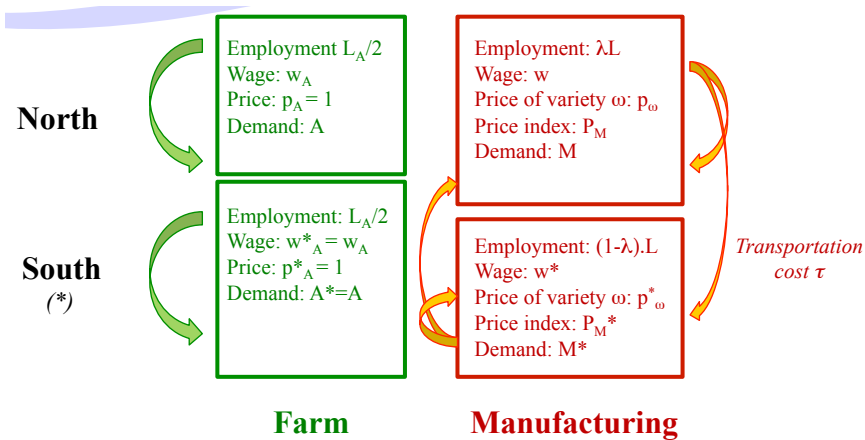 North
Employment L_A/2
Wage: w_A
Price: p_A = 1
Demand: A
Employment: λL
Wage: w
Price of variety ω: p_ω
Price index: P_M
Demand: M
South
(*)
Employment: L_A/2
Wage: w*_A = w_A
Price: p*_A = 1
Demand: A*=A
Employment: (1-λ).L
Wage: w*
Price of variety ω: p*_ω
Price index: P_M*
Demand: M*
Transportation
cost τ
Farm
Manufacturing